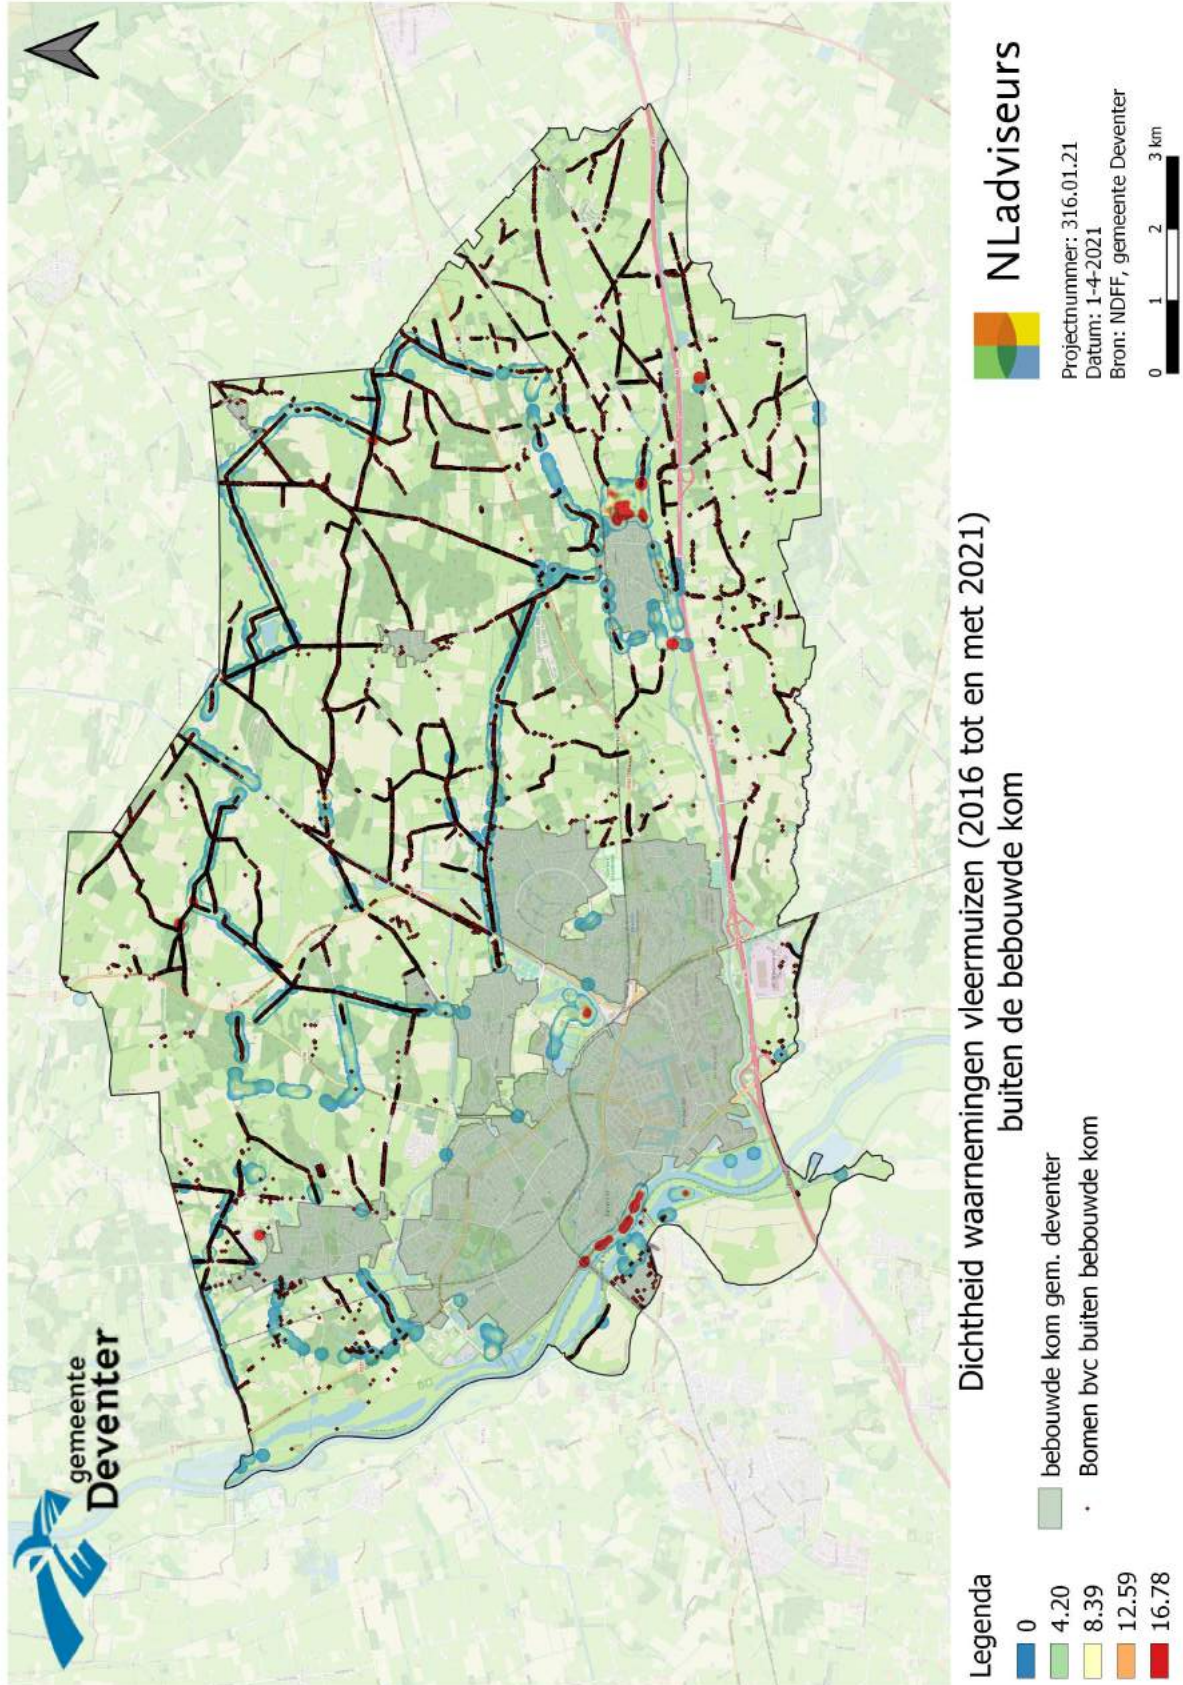 gemeente
Deventer
Dichtheid waarnemingen vleermuizen (2016 tot en met 2021)
buiten de bebouwde kom
Legenda
0
4.20
8.39
12.59
16.78
bebouwde kom gem. deventer
Bomen bvc buiten bebouwde kom
NLadviseurs
Projectnummer: 316.01.21
Datum: 1-4-2021
Bron: NDFF, gemeente Deventer
0 1 2 3 km